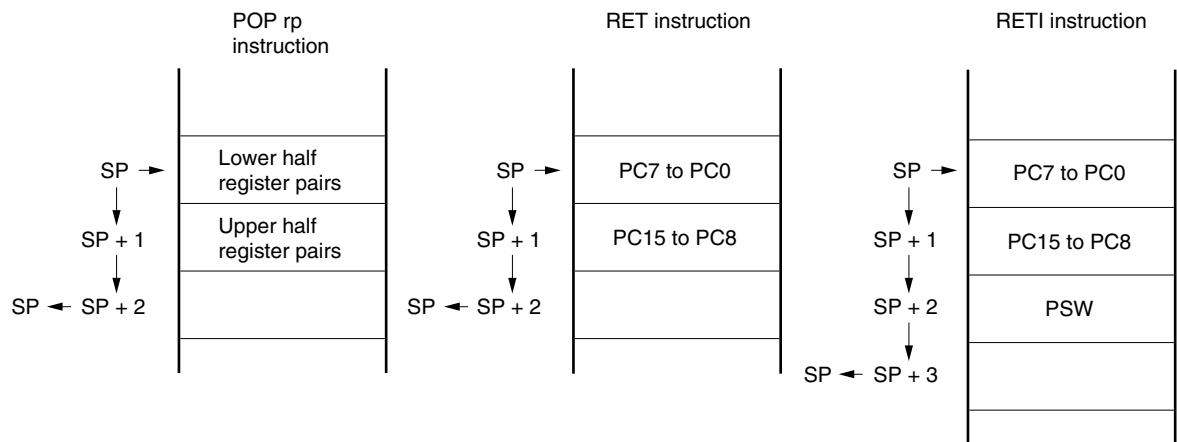 POP rp
instruction
SP
Lower half
register pairs
SP + 1
Upper half
register pairs
SP
SP + 2
RET instruction
SP
PC7 to PC0
SP + 1
PC15 to PC8
SP
SP + 2
RETI instruction
SP
PC7 to PC0
SP + 1
PC15 to PC8
SP + 2
PSW
SP
SP + 3